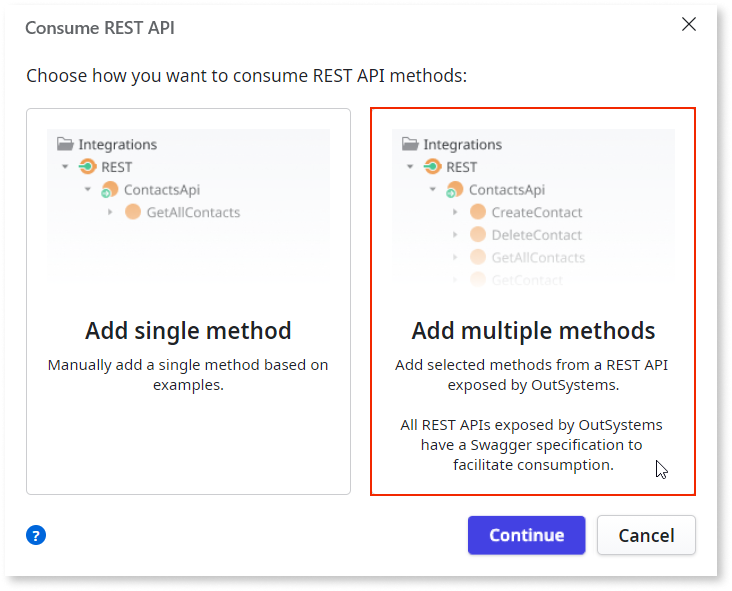 Consume REST API
Choose how you want to consume REST API methods:
Integrations
REST
ContactsApi
GetAllContacts
Add single method
Manually add a single method based on
examples.
Integrations
REST
ContactsApi
CreateContact
DeleteContact
GetAllContacts
GetContact
Add multiple methods
Add selected methods from a REST API
exposed by OutSystems.
All REST APIs exposed by OutSystems
have a Swagger specification to
facilitate consumption.
?
Continue
Cancel